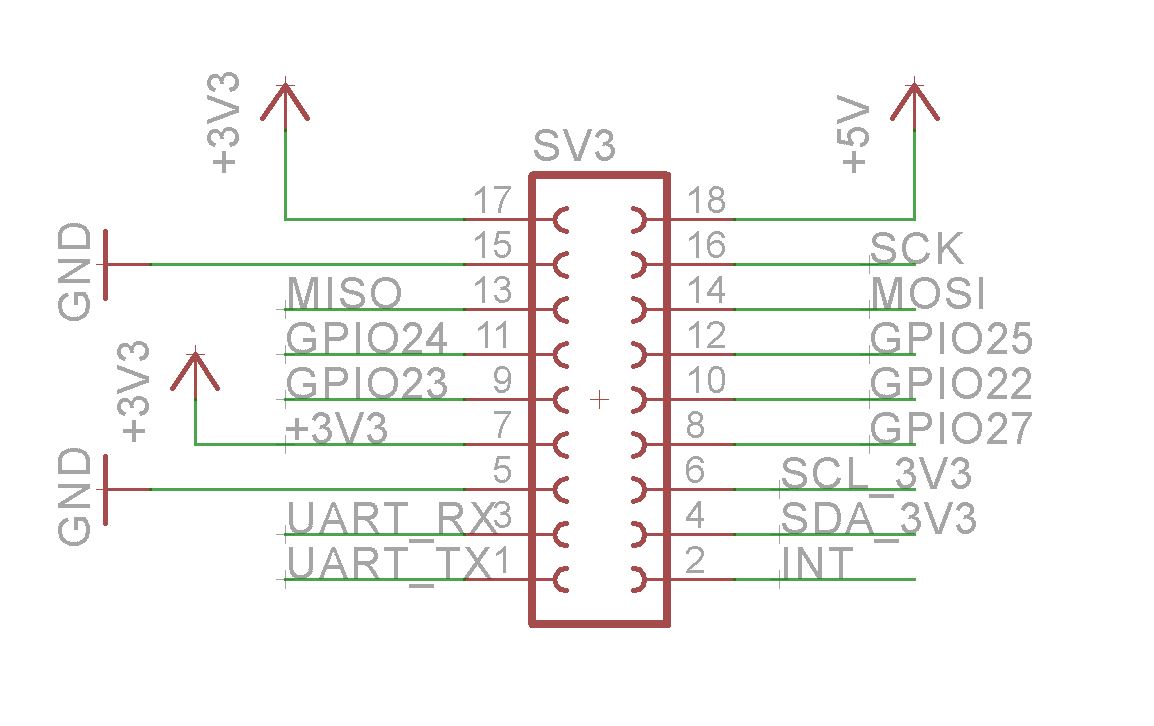 +3V3
+5V
SV3
17 18
GND 15 16 SCK
MISO 13 14 MOSI
GPIO24 11 12 GPIO25
+3V3
GPIO23 9 10 GPIO22
+3V3 7 8 GPIO27
GND 5 6 SCL_3V3
UART_RX 3 4 SDA_3V3
UART_TX 1 2 INT